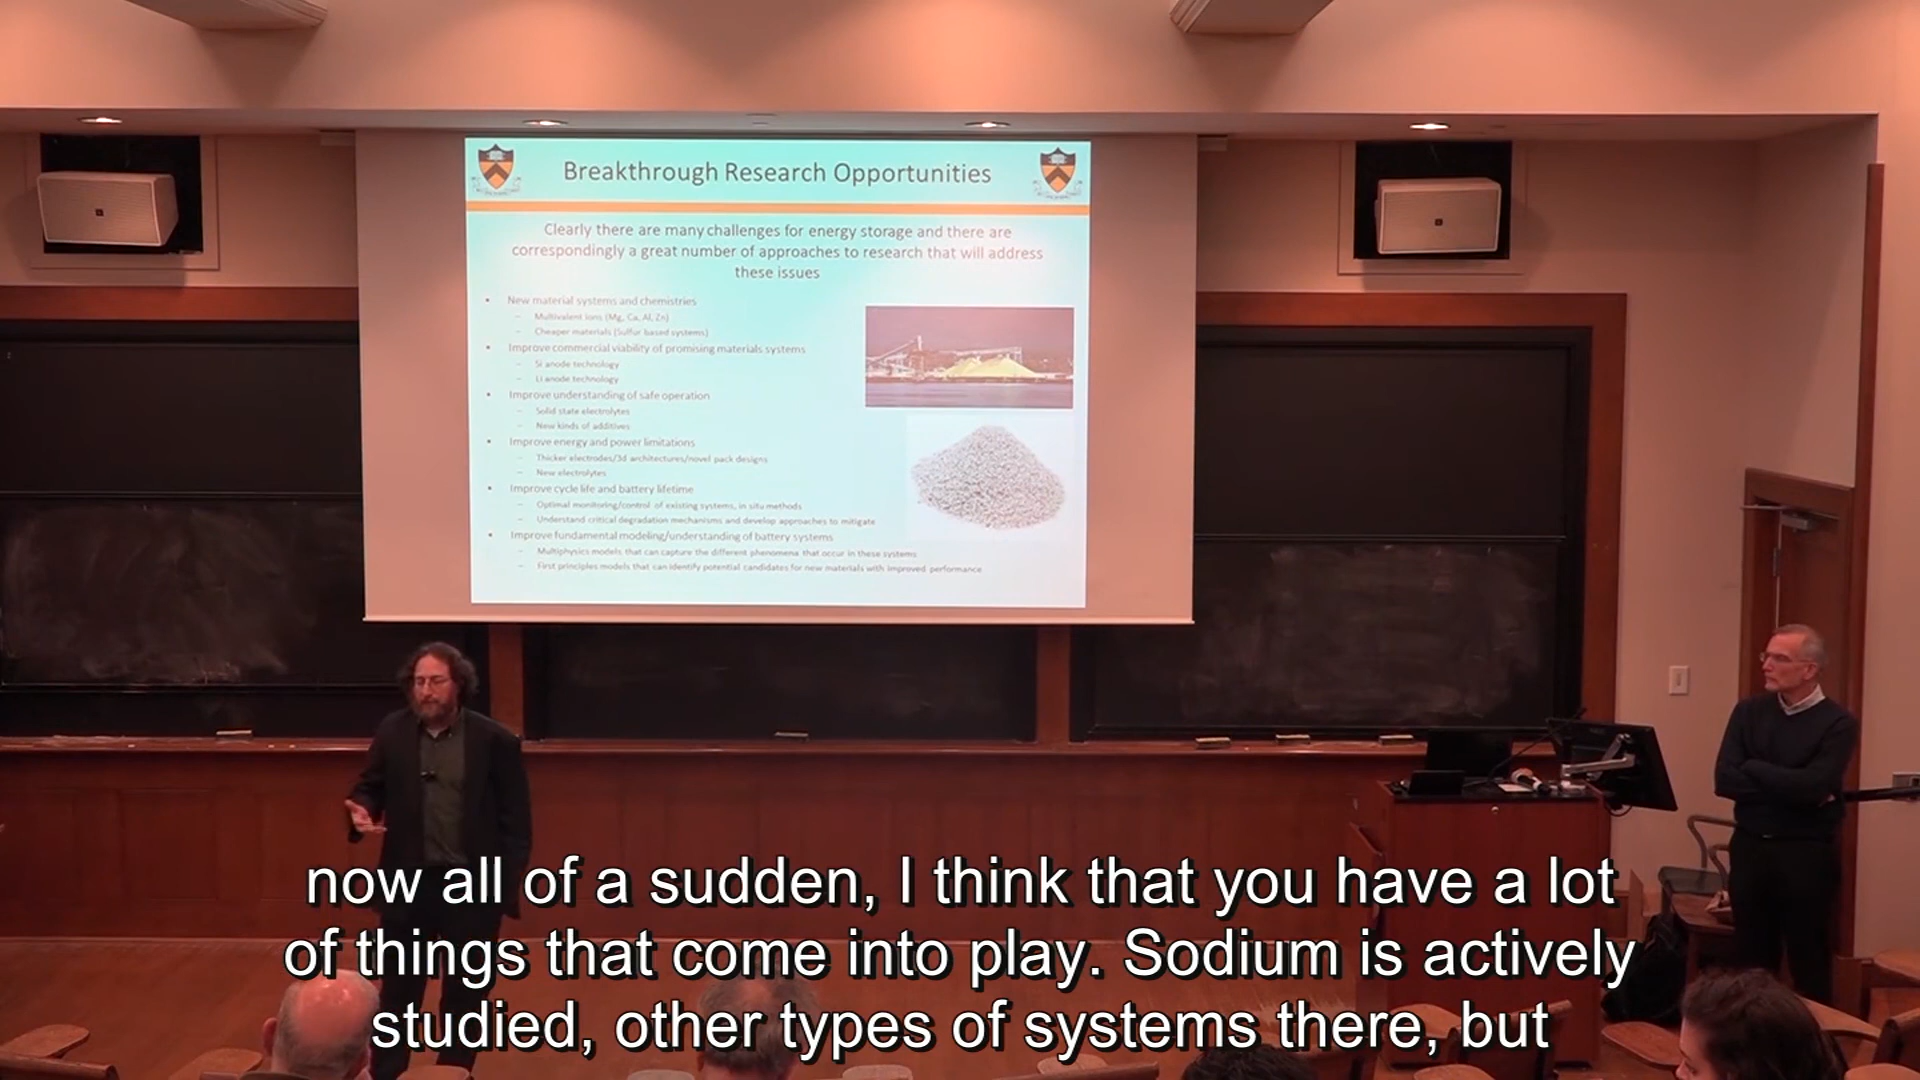 Breakthrough Research Opportunities
Clearly there are many challenges for energy storage and there are
correspondingly a great number of approaches to research that will address
these issues
• New material systems and chemistries
– Multivalent ions (Mg, Ca, Al, Zn)
– Cheaper materials (Sulfur based systems)
• Improve commercial viability of promising materials systems
– Si anode technology
– Li anode technology
• Improve understanding of safe operation
– Solid state electrolytes
– New kinds of additives
• Improve energy and power limitations
– Thicker electrodes/3d architectures/novel pack designs
– New electrolytes
• Improve cycle life and battery lifetime
– Optimal monitoring/control of existing systems, in situ methods
– Understand critical degradation mechanisms and develop approaches to mitigate
• Improve fundamental modeling/understanding of battery systems
– Multiphysics models that can capture the different phenomena that occur in these systems
– First principles models that can identify potential candidates for new materials with improved performance
now all of a sudden, I think that you have a lot
of things that come into play. Sodium is actively
studied, other types of systems there, but